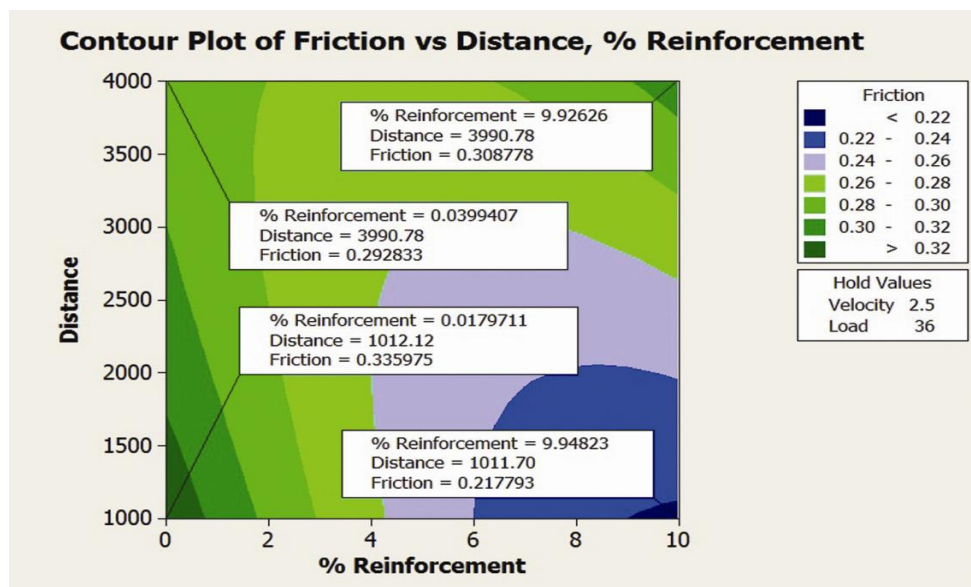 Contour Plot of Friction vs Distance, % Reinforcement
4000
3500
3000
2500
2000
1500
1000
Distance
0
2
4
6
8
10
% Reinforcement
% Reinforcement = 9.92626
Distance = 3990.78
Friction = 0.308778
% Reinforcement = 0.0399407
Distance = 3990.78
Friction = 0.292833
% Reinforcement = 0.0179711
Distance = 1012.12
Friction = 0.335975
% Reinforcement = 9.94823
Distance = 1011.70
Friction = 0.217793
Friction
< 0.22
0.22 - 0.24
0.24 - 0.26
0.26 - 0.28
0.28 - 0.30
0.30 - 0.32
> 0.32
Hold Values
Velocity 2.5
Load 36